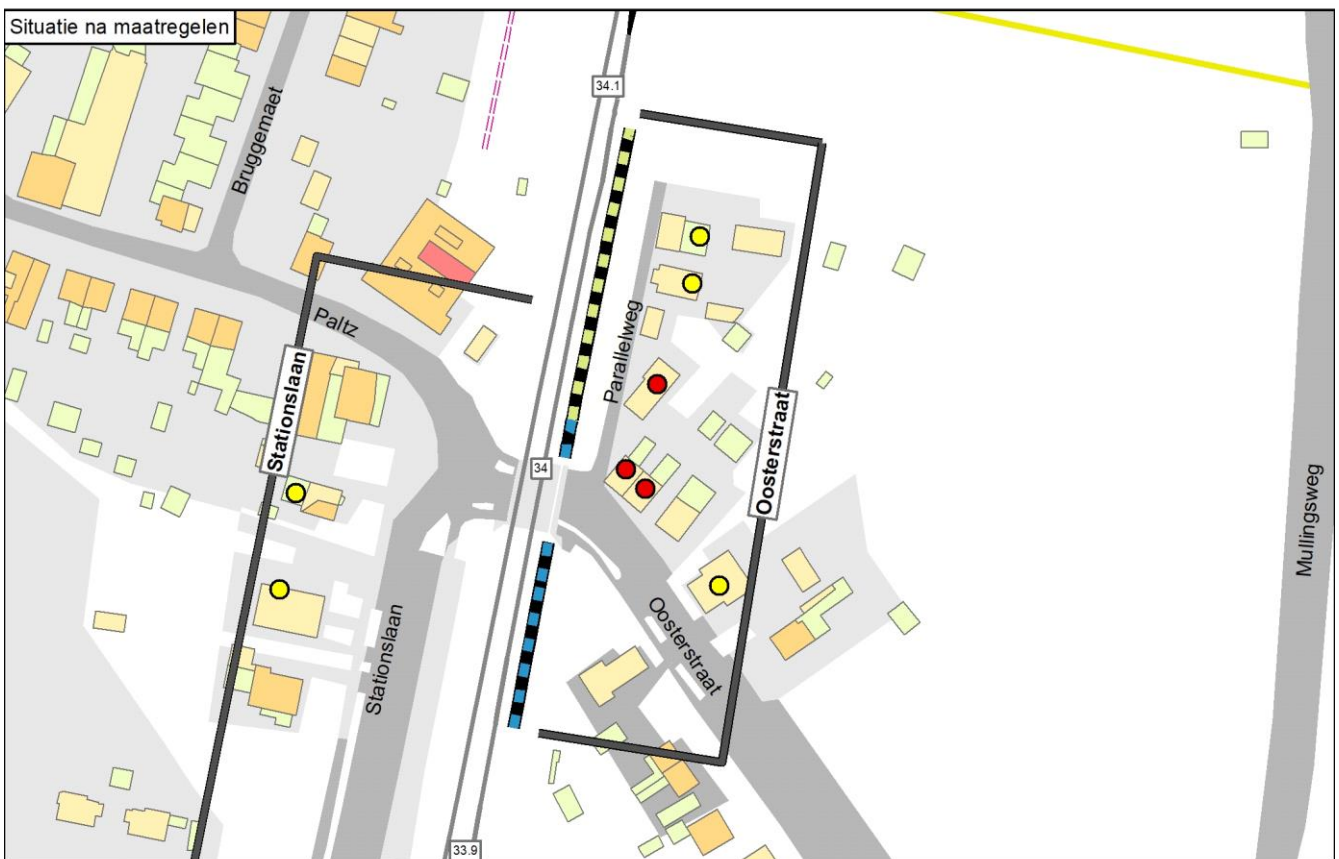 Situatie na maatregelen
34.1
Bruggemaet
Paltz
Parallelweg
Stationslaan
Oosterstraat
34
Mullingsweg
Stationslaan
Oosterstraat
33.9